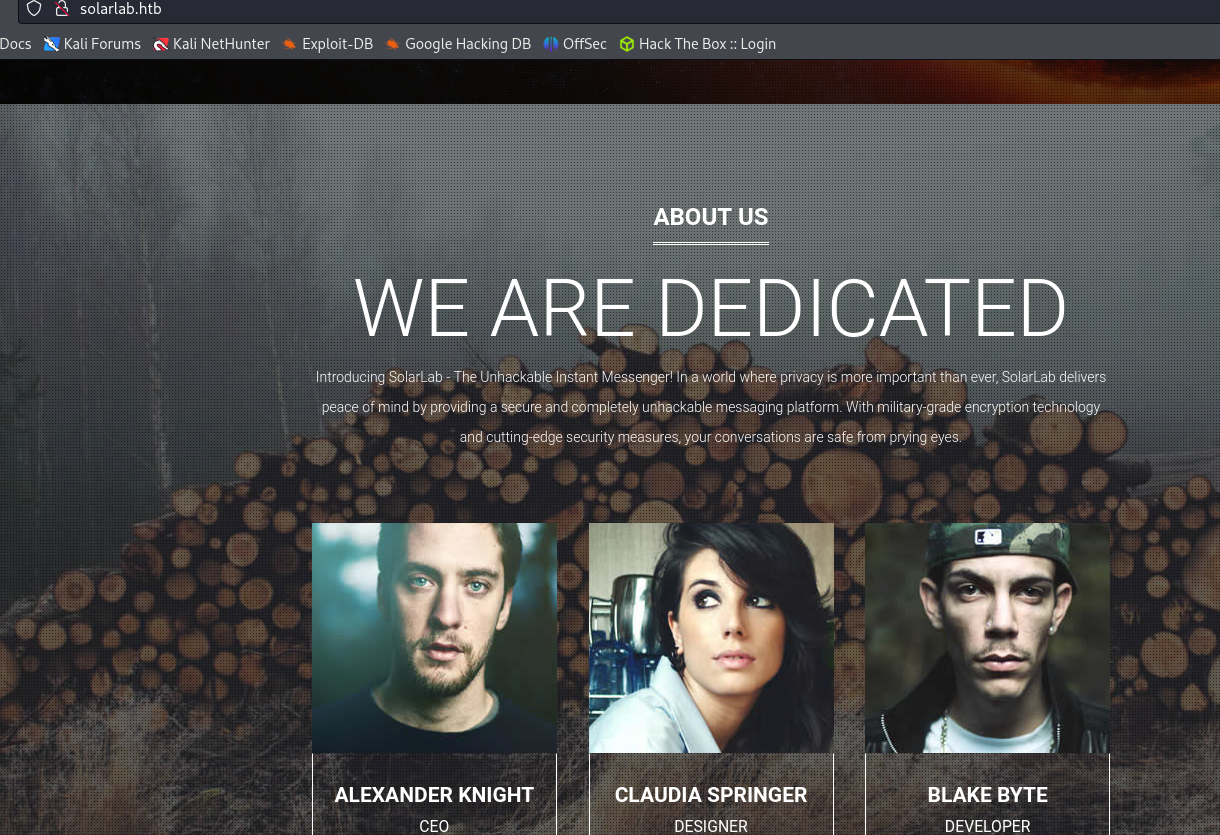 solarlab.htb
Docs Kali Forums Kali NetHunter Exploit-DB Google Hacking DB OffSec Hack The Box :: Login
ABOUT US
WE ARE DEDICATED
Introducing SolarLab - The Unhackable Instant Messenger! In a world where privacy is more important than ever, SolarLab delivers
peace of mind by providing a secure and completely unhackable messaging platform. With military-grade encryption technology
and cutting-edge security measures, your conversations are safe from prying eyes.
ALEXANDER KNIGHT CLAUDIA SPRINGER BLAKE BYTE
CEO DESIGNER DEVELOPER